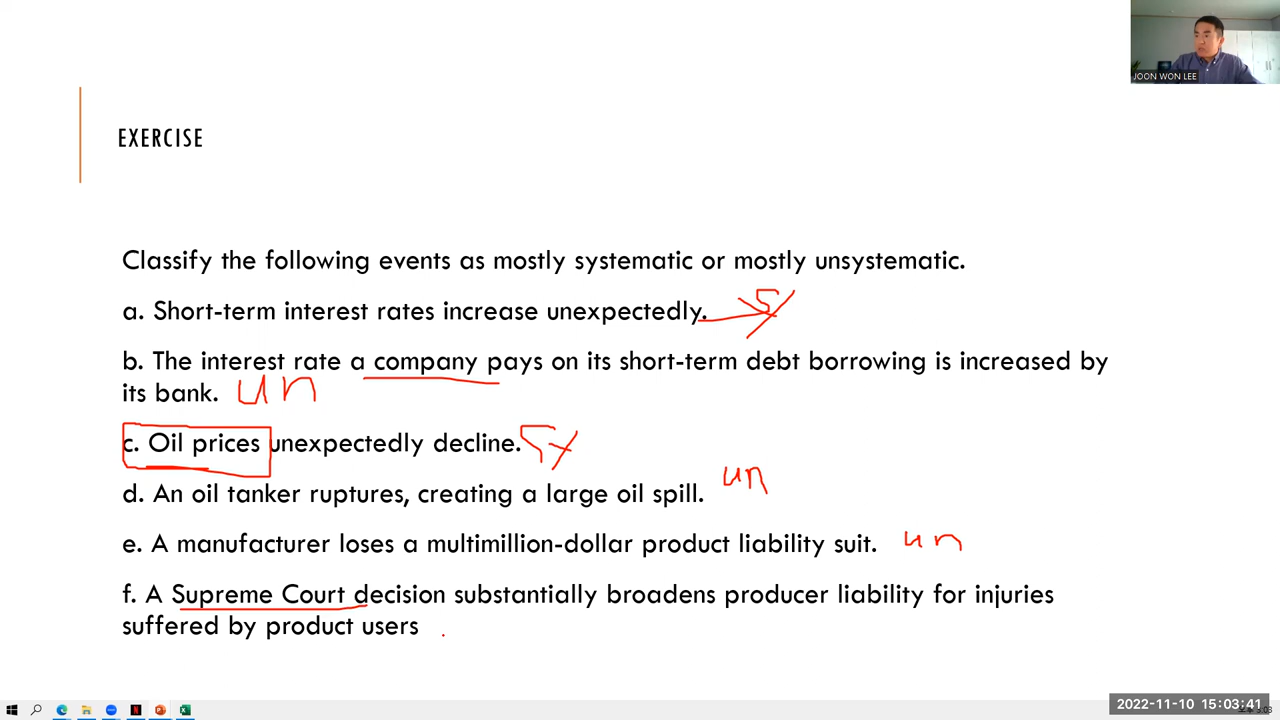 JOON WON LEE
EXERCISE
Classify the following events as mostly systematic or mostly unsystematic.
a. Short-term interest rates increase unexpectedly. Sy
b. The interest rate a company pays on its short-term debt borrowing is increased by
its bank. un
c. Oil prices unexpectedly decline. Sy
d. An oil tanker ruptures, creating a large oil spill. un
e. A manufacturer loses a multimillion-dollar product liability suit. un
f. A Supreme Court decision substantially broadens producer liability for injuries
suffered by product users
2022-11-10 15:03:41